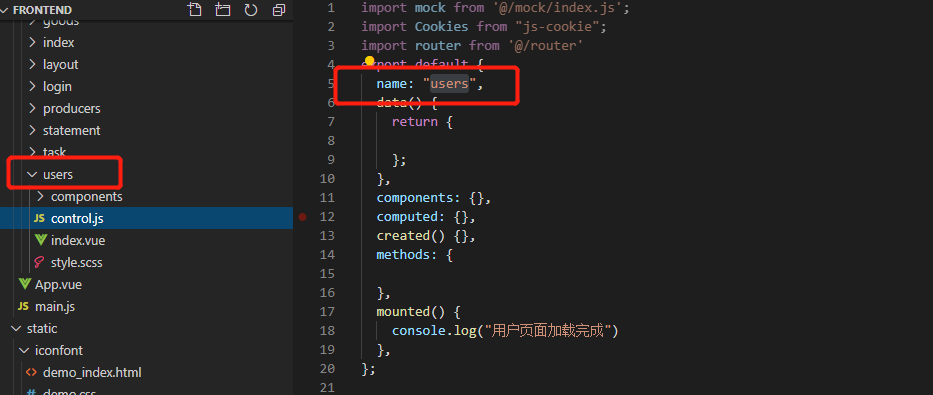 FRONTEND
goods
index
layout
login
producers
statement
task
users
components
JS control.js
index.vue
style.scss
App.vue
JS main.js
static
iconfont
<> demo_index.html
# demo.css
1 import mock from '@/mock/index.js';
2 import Cookies from "js-cookie";
3 import router from '@/router'
4 export default {
5 name: "users",
6 data() {
7 return {
8
9 };
10 },
11 components: {},
12 computed: {},
13 created() {},
14 methods: {
15
16 },
17 mounted() {
18 console.log("用户页面加载完成")
19 },
20 };
21